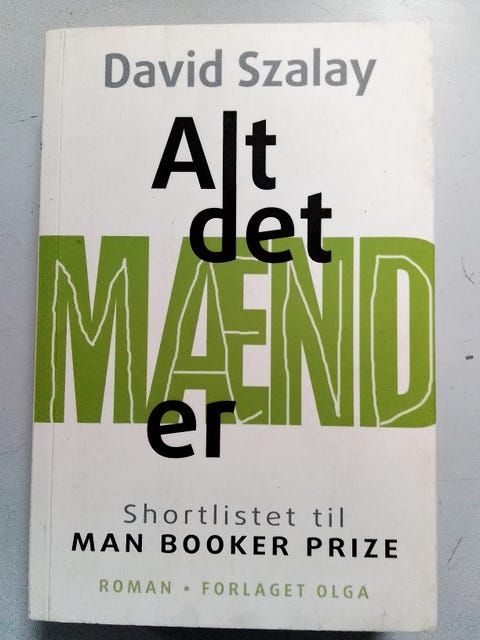 David Szalay
Alt
det
MÆND
er
Shortlistet til
MAN BOOKER PRIZE
ROMAN • FORLAGET OLGA